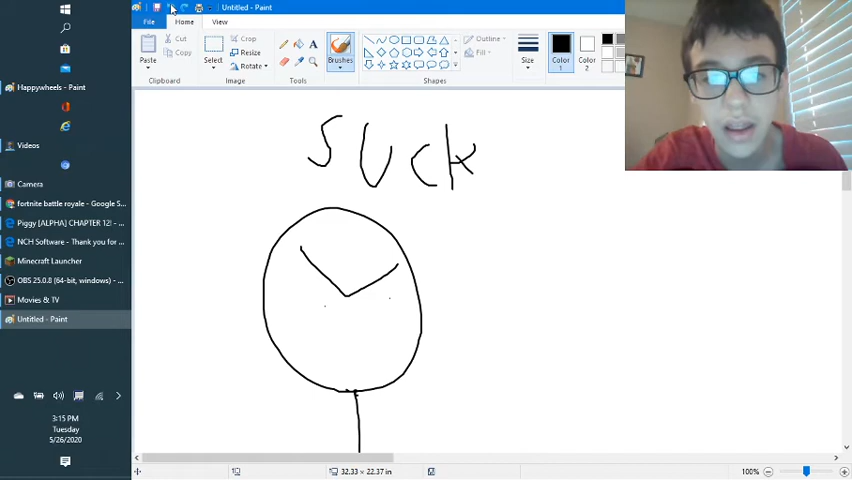 Untitled - Paint
File Home View
Happywheels - Paint
Videos
Camera
fortnite battle royale - Google S...
Piggy [ALPHA] CHAPTER 12! -...
NCH Software - Thank you for ...
Minecraft Launcher
OBS 25.0.8 (64-bit, windows) - ...
Movies & TV
Untitled - Paint
3:15 PM
Tuesday
5/26/2020
Paste
Cut
Copy
Clipboard
Select
Crop
Resize
Rotate
Image
A
Tools
Brushes
Outline
Fill
Shapes
Size
Color
1
Color
2
SUCK
32.33 × 22.37in
100%